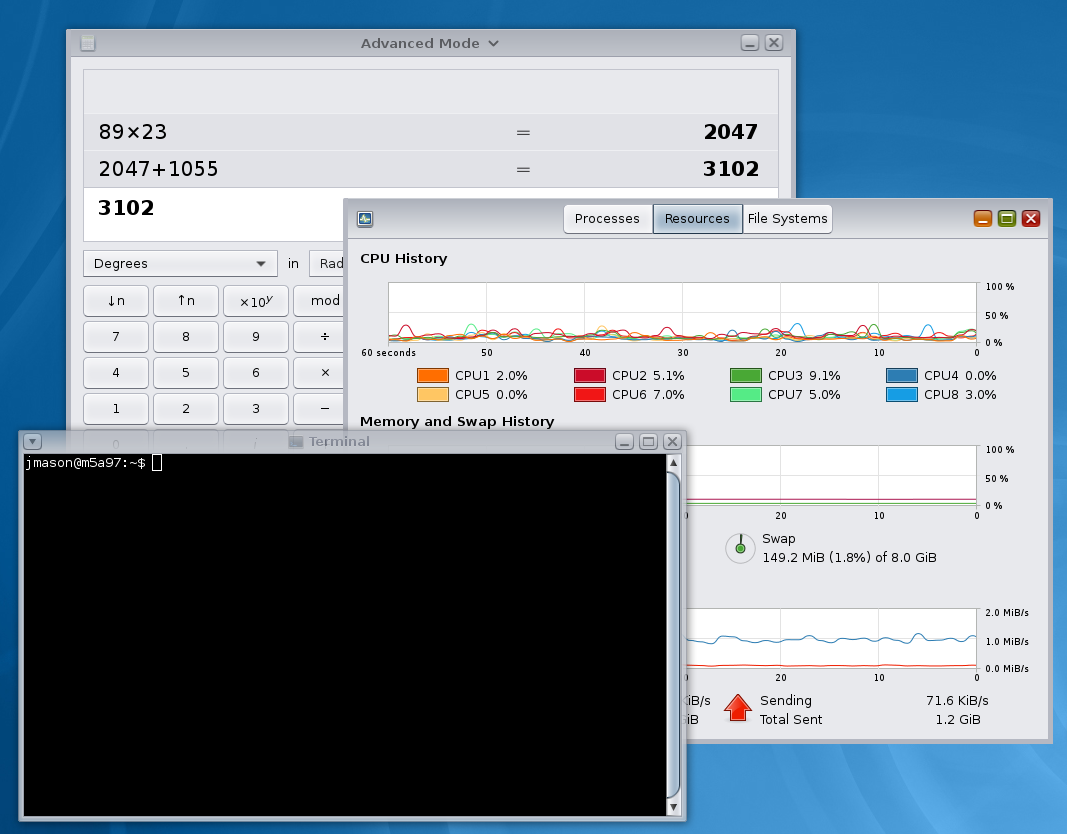 Advanced Mode
89×23 = 2047
2047+1055 = 3102
3102
Degrees in Rad
↓n ↑n ×10y mod
7 8 9 ÷
4 5 6 ×
1 2 3 −
0 i
Processes Resources File Systems
CPU History
100 %
50 %
0 %
60 seconds 50 40 30 20 10 0
CPU1 2.0% CPU2 5.1% CPU3 9.1% CPU4 0.0%
CPU5 0.0% CPU6 7.0% CPU7 5.0% CPU8 3.0%
Memory and Swap History
100 %
50 %
0 %
20 10 0
Swap
149.2 MiB (1.8%) of 8.0 GiB
2.0 MiB/s
1.0 MiB/s
0.0 MiB/s
20 10 0
KiB/s Sending 71.6 KiB/s
GiB Total Sent 1.2 GiB
Terminal
jmason@m5a97:~$